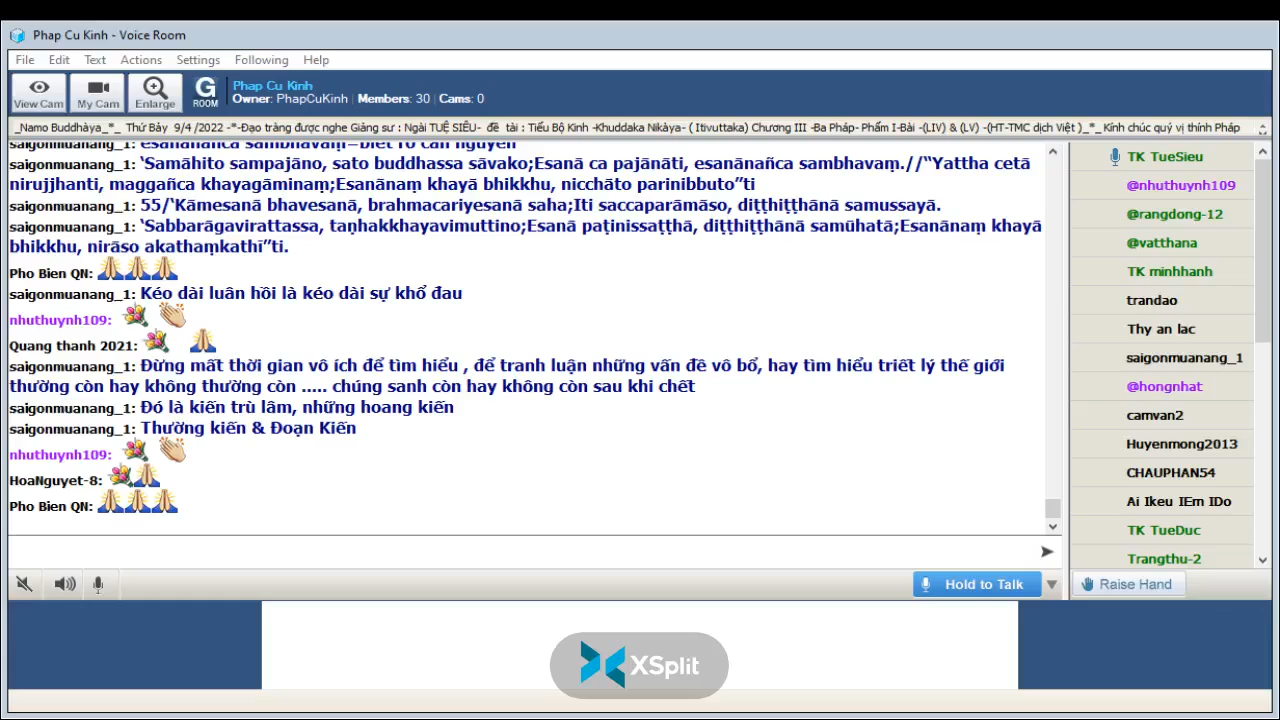 Phap Cu Kinh - Voice Room
File Edit Text Actions Settings Following Help
View Cam My Cam Enlarge G ROOM
Phap Cu Kinh
Owner: PhapCuKinh | Members: 30 | Cams: 0
_Namo Buddhàya_*_ Thứ Bảy 9/4 /2022 -*-Đạo tràng được nghe Giảng sư : Ngài TUỆ SIÊU- đề tài : Tiểu Bộ Kinh -Khuddaka Nikàya- ( Itivuttaka) Chương III -Ba Pháp- Phẩm I-Bài -(LIV) & (LV) -(HT-TMC dịch Việt )_*_ Kính chúc quý vị thính Pháp
saigonmuanang_1: esanānañca sambhavaṃ=biết rõ căn nguyên
saigonmuanang_1: ‘Samāhito sampajāno, sato buddhassa sāvako;Esanā ca pajānāti, esanānañca sambhavaṃ.//“Yattha cetā
nirujjhanti, maggañca khayagāminaṃ;Esanānaṃ khayā bhikkhu, nicchāto parinibbuto”ti
saigonmuanang_1: 55/‘Kāmesanā bhavesanā, brahmacariyesanā saha;Iti saccaparāmāso, diṭṭhiṭṭhānā samussayā.
saigonmuanang_1: ‘Sabbarāgavirattassa, taṇhakkhayavimuttino;Esanā paṭinissaṭṭhā, diṭṭhiṭṭhānā samūhatā;Esanānaṃ khayā
bhikkhu, nirāso akathaṃkathī”ti.
Pho Bien QN:
saigonmuanang_1: Kéo dài luân hồi là kéo dài sự khổ đau
nhuthuynh109:
Quang thanh 2021:
saigonmuanang_1: Đừng mất thời gian vô ích để tìm hiểu , để tranh luận những vấn đề vô bổ, hay tìm hiểu triết lý thế giới
thường còn hay không thường còn ..... chúng sanh còn hay không còn sau khi chết
saigonmuanang_1: Đó là kiến trù lâm, những hoang kiến
saigonmuanang_1: Thường kiến & Đoạn Kiến
nhuthuynh109:
HoaNguyet-8:
Pho Bien QN:
TK TueSieu
@nhuthuynh109
@rangdong-12
@vatthana
TK minhhanh
trandao
Thy an lac
saigonmuanang_1
@hongnhat
camvan2
Huyenmong2013
CHAUPHAN54
Ai Ikeu IEm IDo
TK TueDuc
Trangthu-2
Hold to Talk
Raise Hand
XSplit